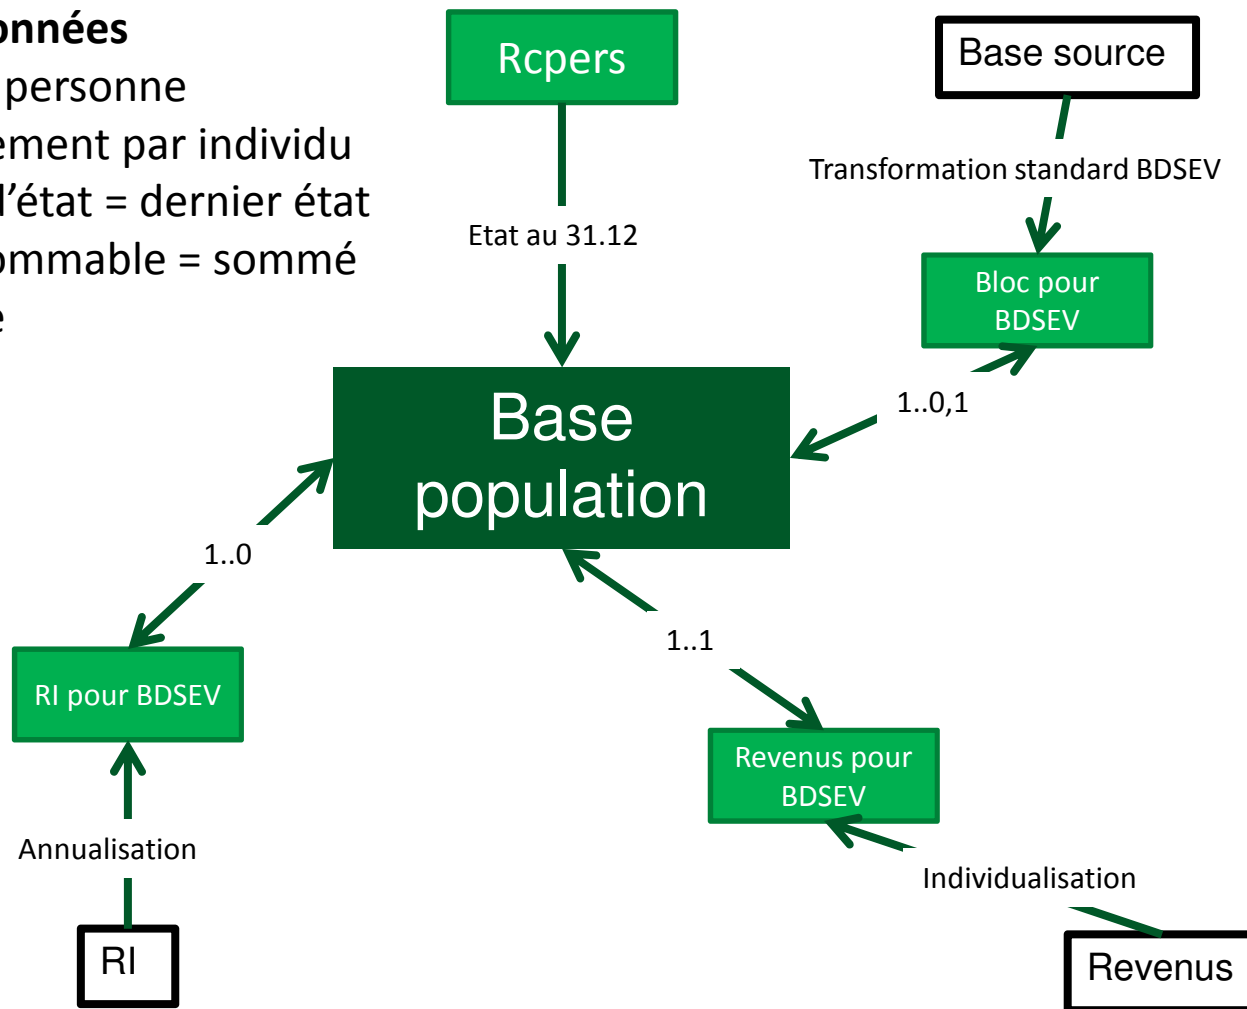 onnées
personne
ement par individu
l'état = dernier état
ommable = sommé
e
Rcpers
Base source
Transformation standard BDSEV
Etat au 31.12
Bloc pour
BDSEV
1..0,1
Base
population
1..0
1..1
RI pour BDSEV
Revenus pour
BDSEV
Annualisation
Individualisation
RI
Revenus